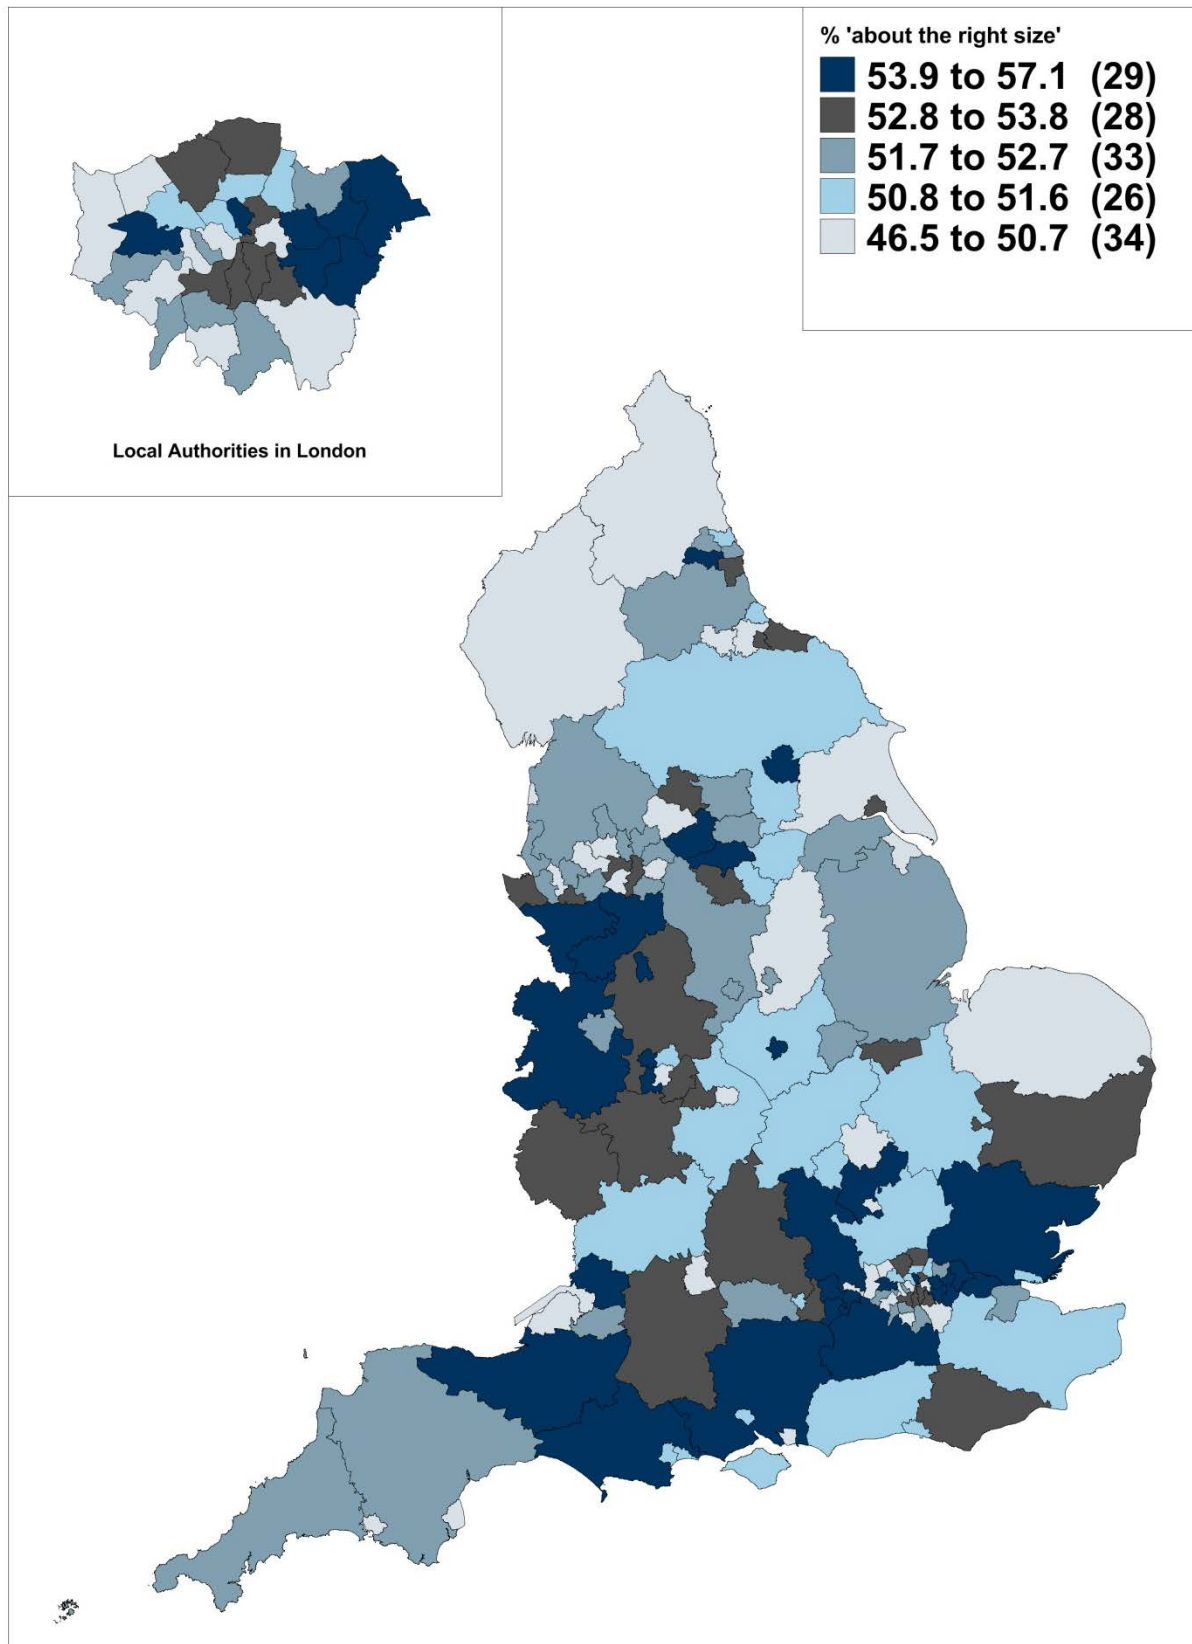 % 'about the right size'
53.9 to 57.1 (29)
52.8 to 53.8 (28)
51.7 to 52.7 (33)
50.8 to 51.6 (26)
46.5 to 50.7 (34)
Local Authorities in London